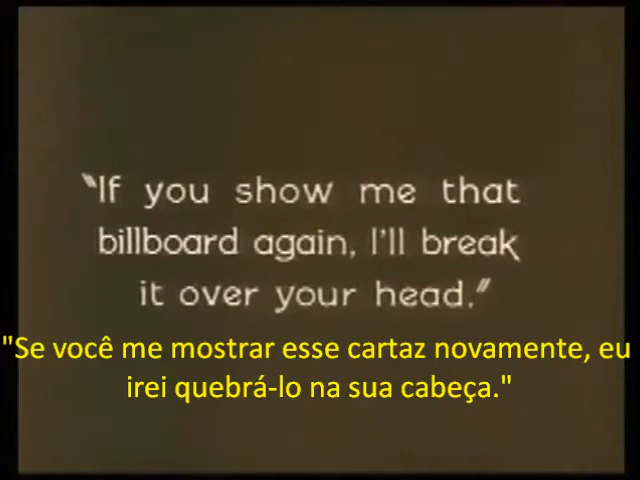 "If you show me that
billboard again, I'll break
it over your head."
"Se você me mostrar esse cartaz novamente, eu
irei quebrá-lo na sua cabeça."